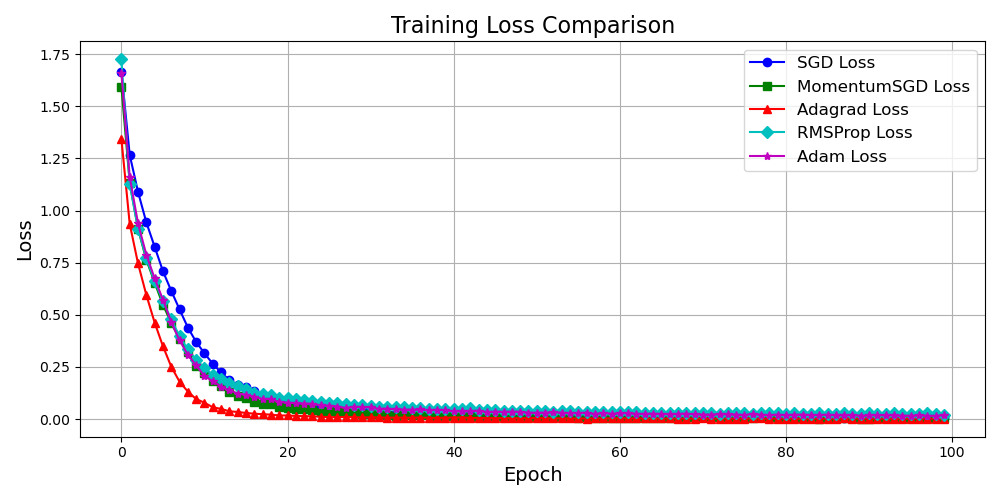 Training Loss Comparison
1.75
1.50
1.25
1.00
0.75
0.50
0.25
0.00
Loss
SGD Loss
MomentumSGD Loss
Adagrad Loss
RMSProp Loss
Adam Loss
0 20 40 60 80 100
Epoch